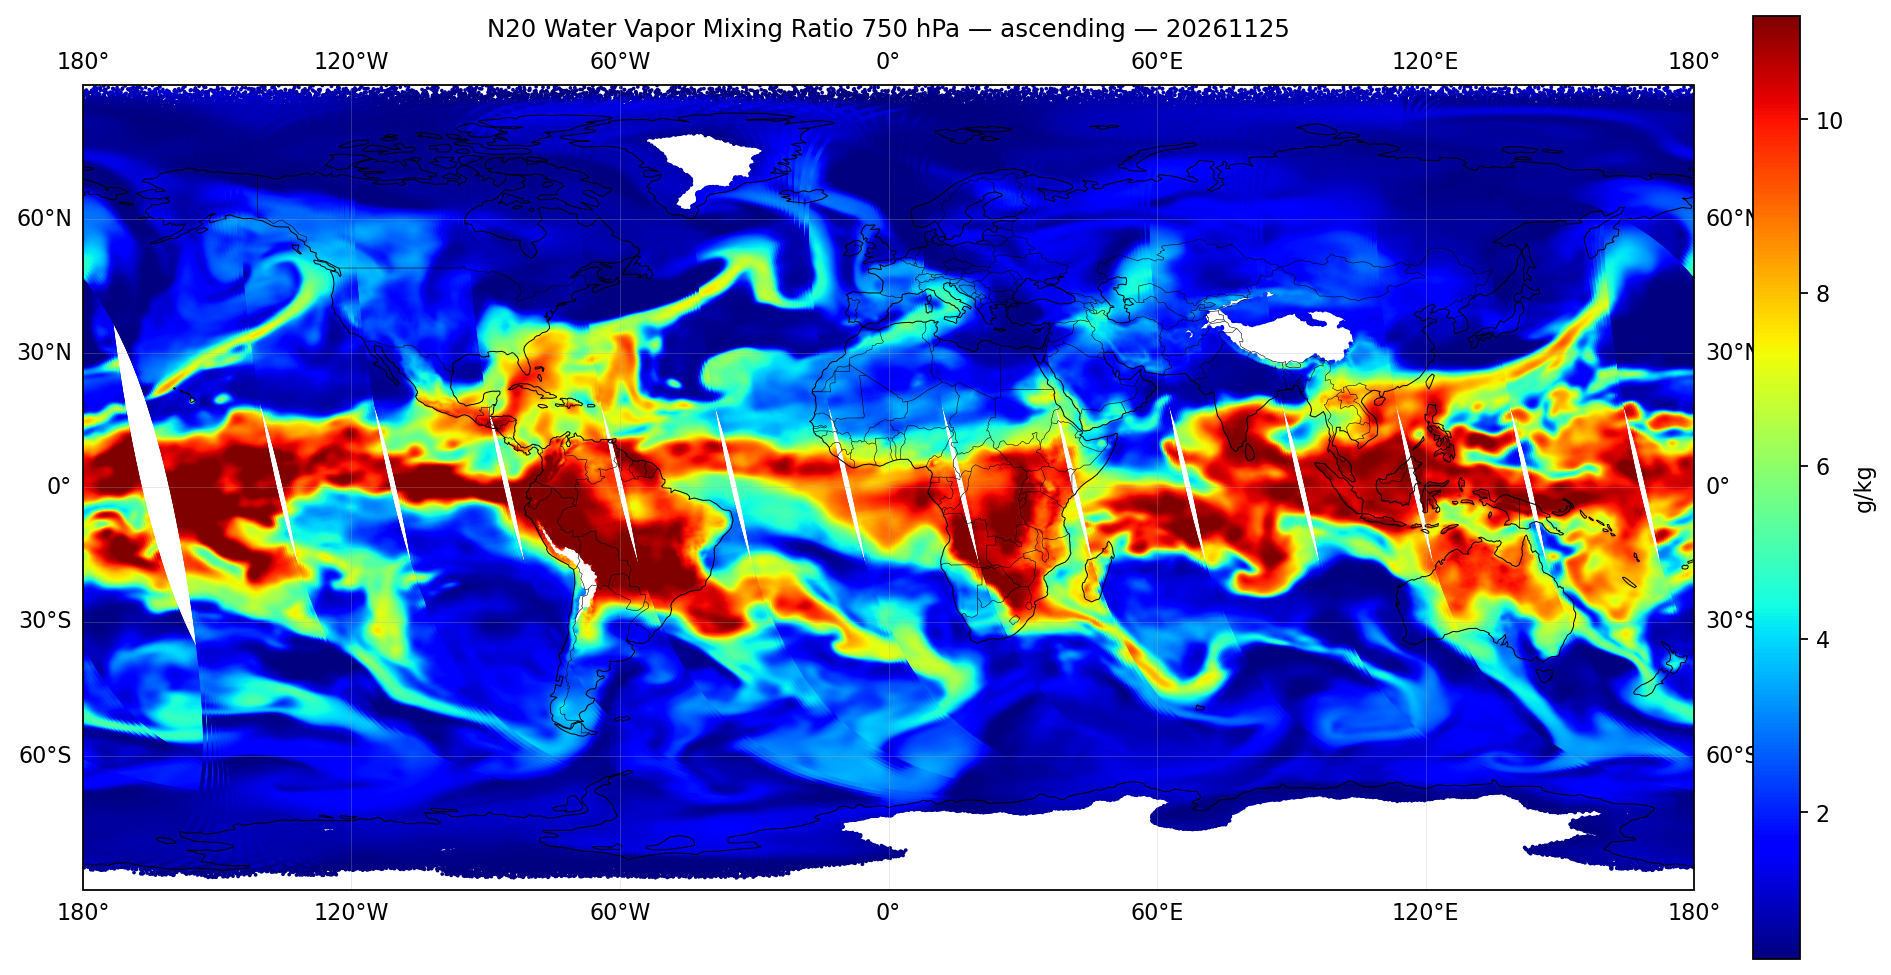 N20 Water Vapor Mixing Ratio 750 hPa — ascending — 20261125
180° 120°W 60°W 0° 60°E 120°E 180°
10
60°N 60°N
8
30°N 30°N
6
0° 0°
g/kg
4
30°S 30°S
60°S 60°S
2
180° 120°W 60°W 0° 60°E 120°E 180°